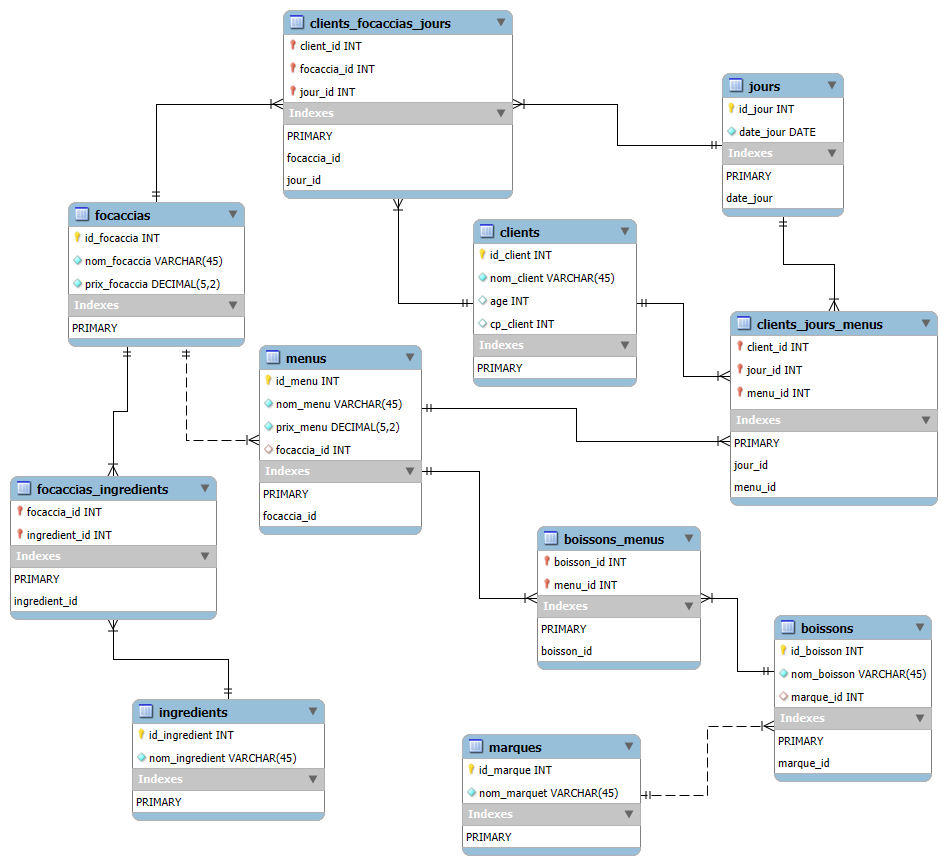 clients_focaccias_jours
client_id INT
focaccia_id INT
jour_id INT
Indexes
PRIMARY
focaccia_id
jour_id
jours
id_jour INT
date_jour DATE
Indexes
PRIMARY
date_jour
focaccias
id_focaccia INT
nom_focaccia VARCHAR(45)
prix_focaccia DECIMAL(5,2)
Indexes
PRIMARY
clients
id_client INT
nom_client VARCHAR(45)
age INT
cp_client INT
Indexes
PRIMARY
clients_jours_menus
client_id INT
jour_id INT
menu_id INT
Indexes
PRIMARY
jour_id
menu_id
menus
id_menu INT
nom_menu VARCHAR(45)
prix_menu DECIMAL(5,2)
focaccia_id INT
Indexes
PRIMARY
focaccia_id
focaccias_ingredients
focaccia_id INT
ingredient_id INT
Indexes
PRIMARY
ingredient_id
boissons_menus
boisson_id INT
menu_id INT
Indexes
PRIMARY
boisson_id
boissons
id_boisson INT
nom_boisson VARCHAR(45)
marque_id INT
Indexes
PRIMARY
marque_id
ingredients
id_ingredient INT
nom_ingredient VARCHAR(45)
Indexes
PRIMARY
marques
id_marque INT
nom_marquet VARCHAR(45)
Indexes
PRIMARY